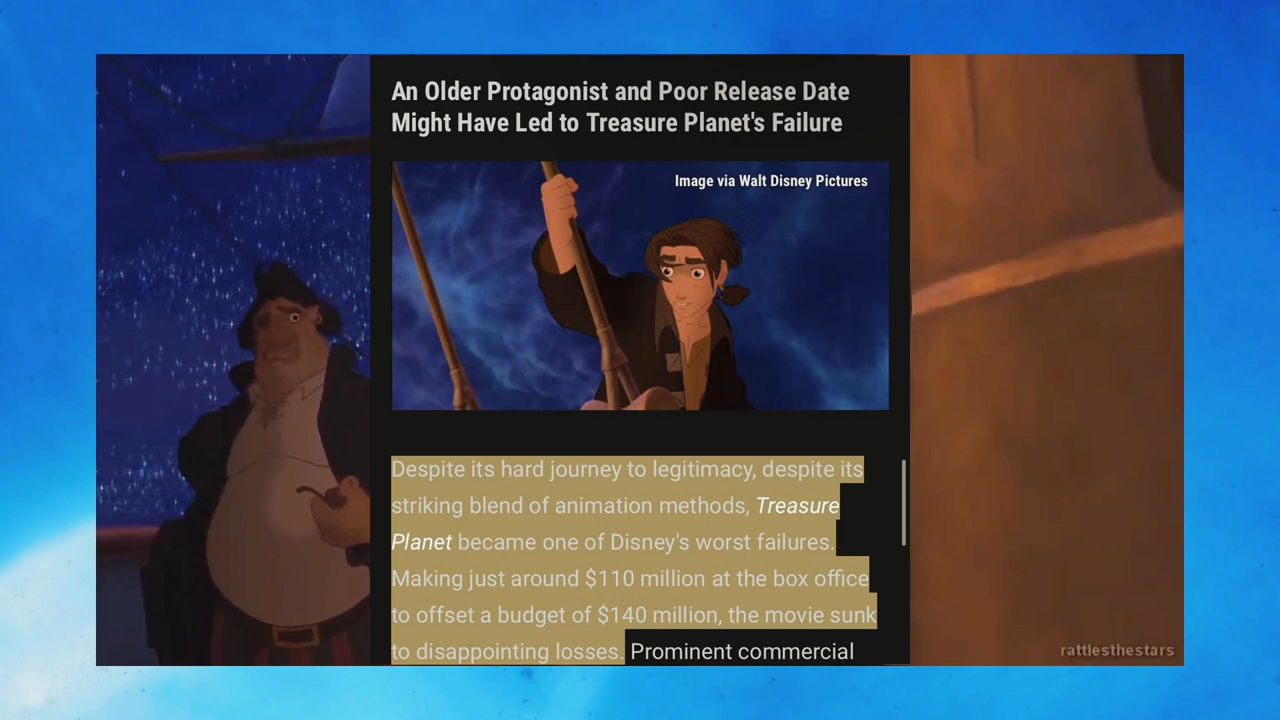 An Older Protagonist and Poor Release Date
Might Have Led to Treasure Planet's Failure
Image via Walt Disney Pictures
Despite its hard journey to legitimacy, despite its
striking blend of animation methods, Treasure
Planet became one of Disney's worst failures.
Making just around $110 million at the box office
to offset a budget of $140 million, the movie sunk
to disappointing losses. Prominent commercial
rattlesthestars